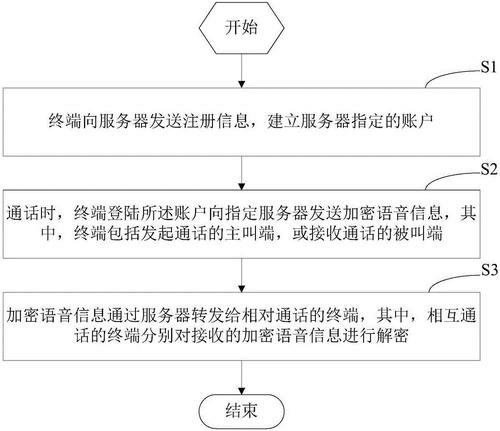 开始
S1
终端向服务器发送注册信息，建立服务器指定的账户
S2
通话时，终端登陆所述账户向指定服务器发送加密语音信息，其
中，终端包括发起通话的主叫端，或接收通话的被叫端
S3
加密语音信息通过服务器转发给相对通话的终端，其中，相互通
话的终端分别对接收的加密语音信息进行解密
结束